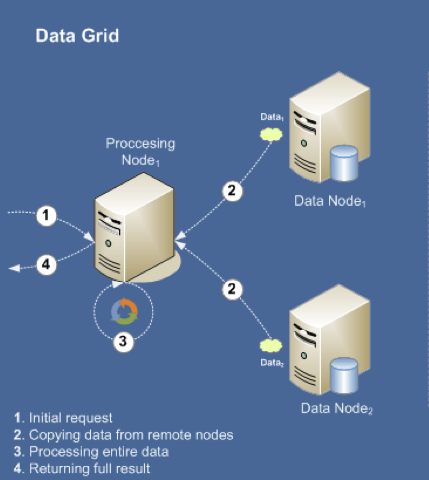 Data Grid
Data₁
Proccesing
Node₁
2
Data Node₁
1
4
2
3
Data₂
Data Node₂
1. Initial request
2. Copying data from remote nodes
3. Processing entire data
4. Returning full result